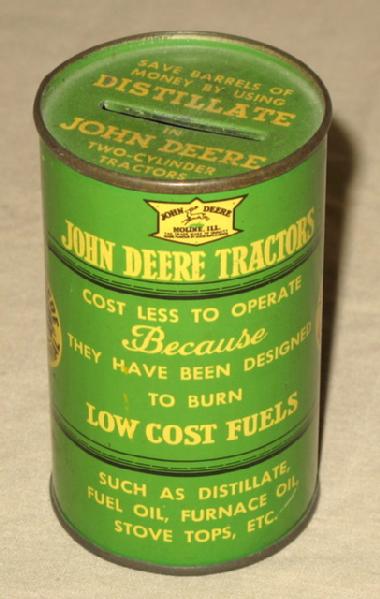 SAVE BARRELS OF
MONEY BY USING
DISTILLATE
IN
JOHN DEERE
TWO-CYLINDER
TRACTORS
JOHN DEERE
MOLINE, ILL.
JOHN DEERE TRACTORS
COST LESS TO OPERATE
Because
THEY HAVE BEEN DESIGNED
TO BURN
LOW COST FUELS
SUCH AS DISTILLATE,
FUEL OIL, FURNACE OIL,
STOVE TOPS, ETC.